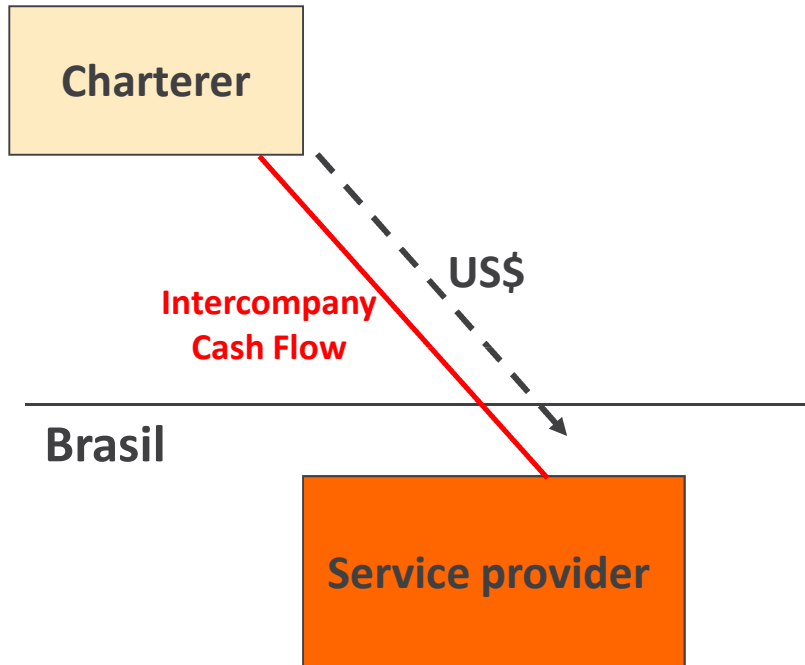 Charterer
US$
Intercompany
Cash Flow
Brasil
Service provider